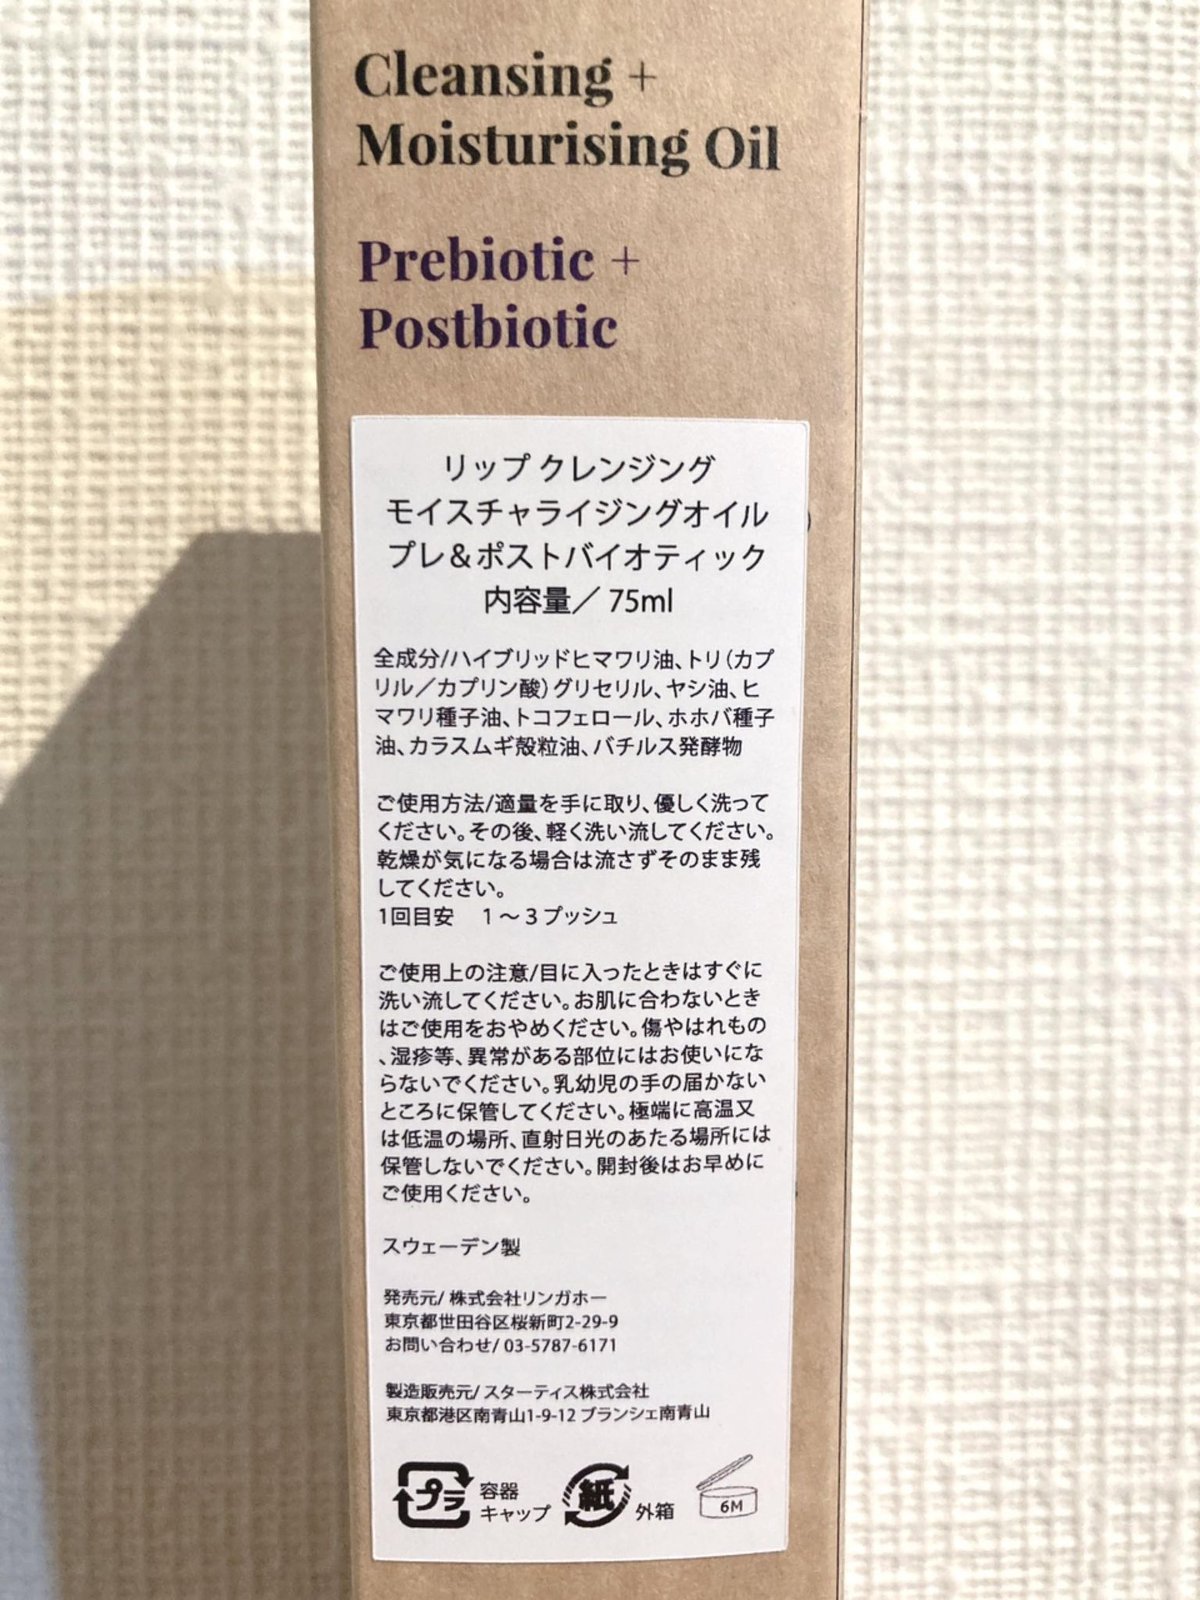 Cleansing +
Moisturising Oil
Prebiotic +
Postbiotic
リップ クレンジング
モイスチャライジングオイル
プレ＆ポストバイオティック
内容量／ 75ml
全成分/ハイブリッドヒマワリ油、トリ（カプ
リル／カプリン酸）グリセリル、ヤシ油、ヒ
マワリ種子油、トコフェロール、ホホバ種子
油、カラスムギ殻粒油、バチルス発酵物
ご使用方法/適量を手に取り、優しく洗って
ください。その後、軽く洗い流してください。
乾燥が気になる場合は流さずそのまま残
してください。
1回目安　1～3プッシュ
ご使用上の注意/目に入ったときはすぐに
洗い流してください。お肌に合わないとき
はご使用をおやめください。傷やはれもの
、湿疹等、異常がある部位にはお使いにな
らないでください。乳幼児の手の届かない
ところに保管してください。極端に高温又
は低温の場所、直射日光のあたる場所には
保管しないでください。開封後はお早めに
ご使用ください。
スウェーデン製
発売元/ 株式会社リンガホー
東京都世田谷区桜新町2-29-9
お問い合わせ/ 03-5787-6171
製造販売元/ スターティス株式会社
東京都港区南青山1-9-12 ブランシェ南青山
プラ 容器
キャップ
紙 外箱
6M